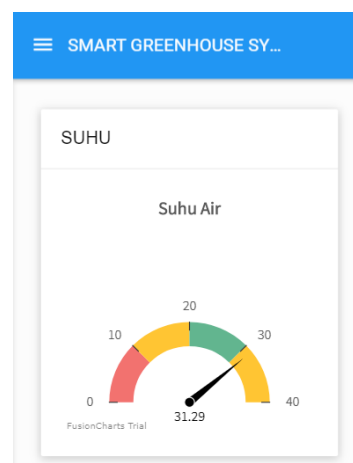 SMART GREENHOUSE SY...
SUHU
Suhu Air
20
10
30
0
40
31.29
FusionCharts Trial